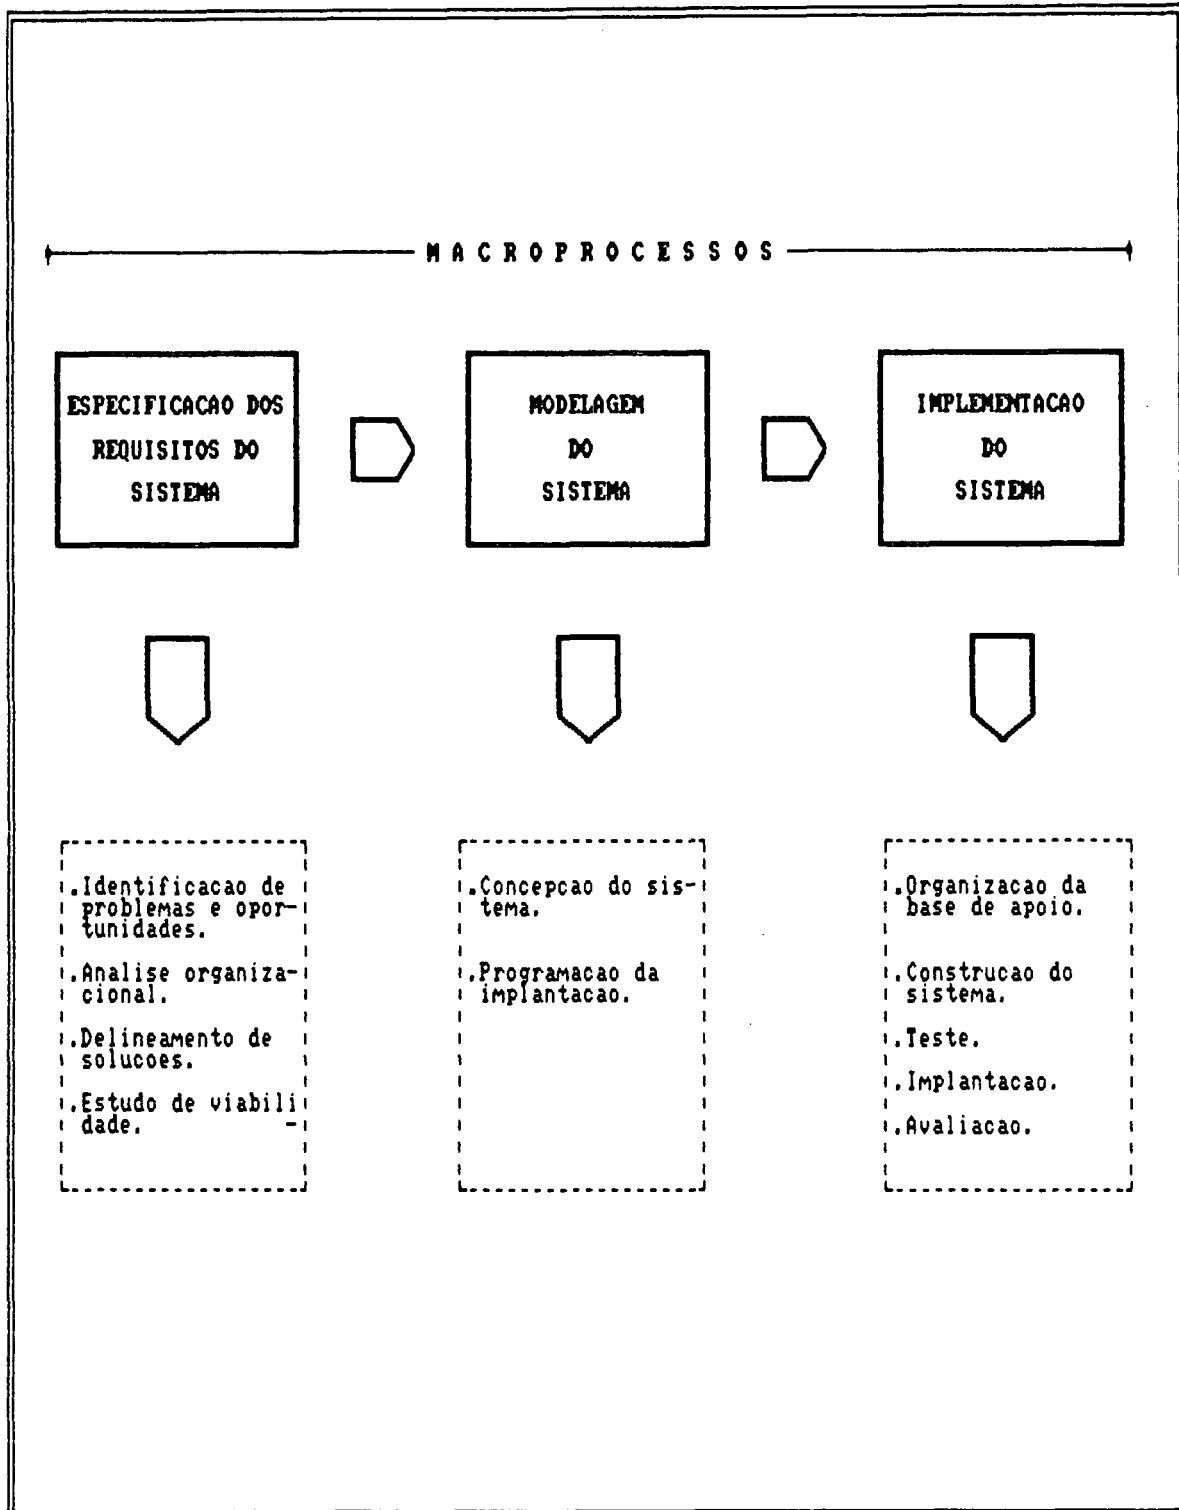 MACROPROCESSOS
ESPECIFICACAO DOS
REQUISITOS DO
SISTEMA
MODELAGEM
DO
SISTEMA
IMPLEMENTACAO
DO
SISTEMA
.Identificacao de
problemas e opor-
tunidades.
.Analise organiza-
cional.
.Delineamento de
solucoes.
.Estudo de viabili
dade. -
.Concepcao do sis-
tema.
.Programacao da
implantacao.
.Organizacao da
base de apoio.
.Construcao do
sistema.
.Teste.
.Implantacao.
.Avaliacao.